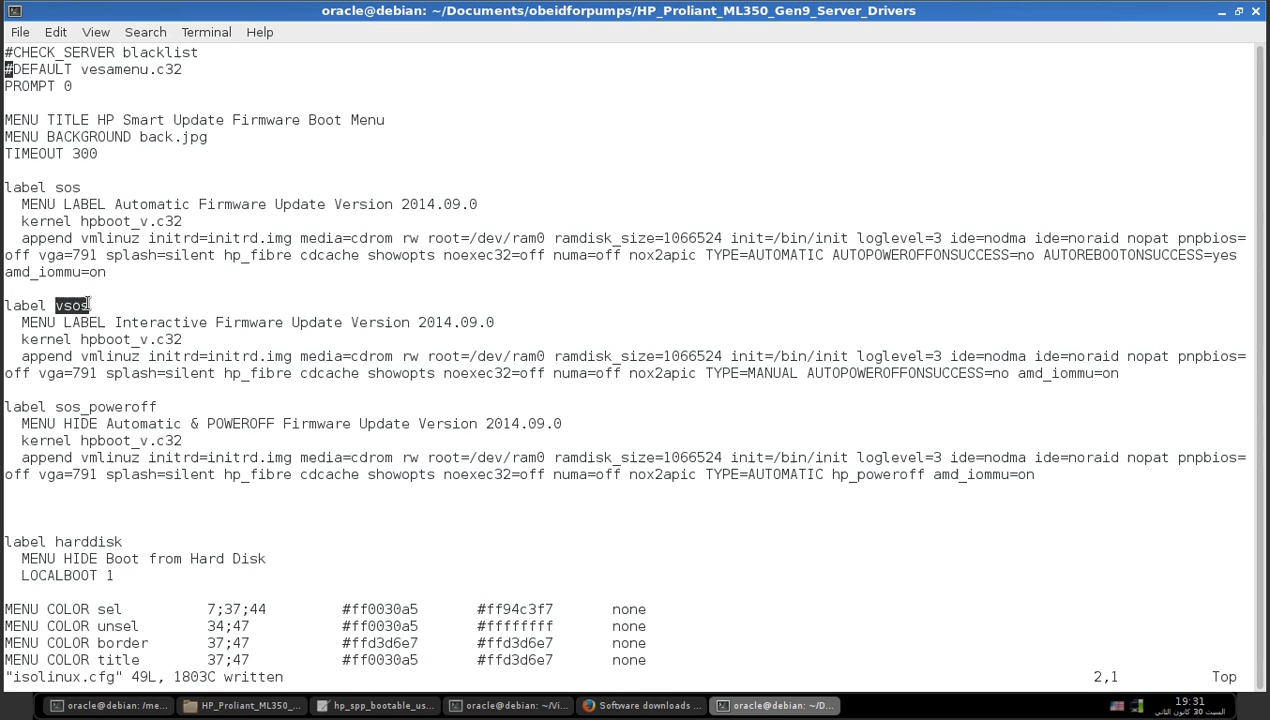 oracle@debian: ~/Documents/obeidforpumps/HP_Proliant_ML350_Gen9_Server_Drivers
File Edit View Search Terminal Help
#CHECK_SERVER blacklist
#DEFAULT vesamenu.c32
PROMPT 0
MENU TITLE HP Smart Update Firmware Boot Menu
MENU BACKGROUND back.jpg
TIMEOUT 300
label sos
MENU LABEL Automatic Firmware Update Version 2014.09.0
kernel hpboot_v.c32
append vmlinuz initrd=initrd.img media=cdrom rw root=/dev/ram0 ramdisk_size=1066524 init=/bin/init loglevel=3 ide=nodma ide=noraid nopat pnpbios=
off vga=791 splash=silent hp_fibre cdcache showopts noexec32=off numa=off nox2apic TYPE=AUTOMATIC AUTOPOWEROFFONSUCCESS=no AUTOREBOOTONSUCCESS=yes
amd_iommu=on
label vsos
MENU LABEL Interactive Firmware Update Version 2014.09.0
kernel hpboot_v.c32
append vmlinuz initrd=initrd.img media=cdrom rw root=/dev/ram0 ramdisk_size=1066524 init=/bin/init loglevel=3 ide=nodma ide=noraid nopat pnpbios=
off vga=791 splash=silent hp_fibre cdcache showopts noexec32=off numa=off nox2apic TYPE=MANUAL AUTOPOWEROFFONSUCCESS=no amd_iommu=on
label sos_poweroff
MENU HIDE Automatic & POWEROFF Firmware Update Version 2014.09.0
kernel hpboot_v.c32
append vmlinuz initrd=initrd.img media=cdrom rw root=/dev/ram0 ramdisk_size=1066524 init=/bin/init loglevel=3 ide=nodma ide=noraid nopat pnpbios=
off vga=791 splash=silent hp_fibre cdcache showopts noexec32=off numa=off nox2apic TYPE=AUTOMATIC hp_poweroff amd_iommu=on
label harddisk
MENU HIDE Boot from Hard Disk
LOCALBOOT 1
MENU COLOR sel 7;37;44 #ff0030a5 #ff94c3f7 none
MENU COLOR unsel 34;47 #ff0030a5 #ffffffff none
MENU COLOR border 37;47 #ffd3d6e7 #ffd3d6e7 none
MENU COLOR title 37;47 #ff0030a5 #ffd3d6e7 none
"isolinux.cfg" 49L, 1803C written 2,1 Top
oracle@debian: /me... HP_Proliant_ML350_... hp_spp_bootable_us... oracle@debian: ~/Vi... Software downloads ... oracle@debian: ~/D... 19:31
السبت 30 كانون الثاني